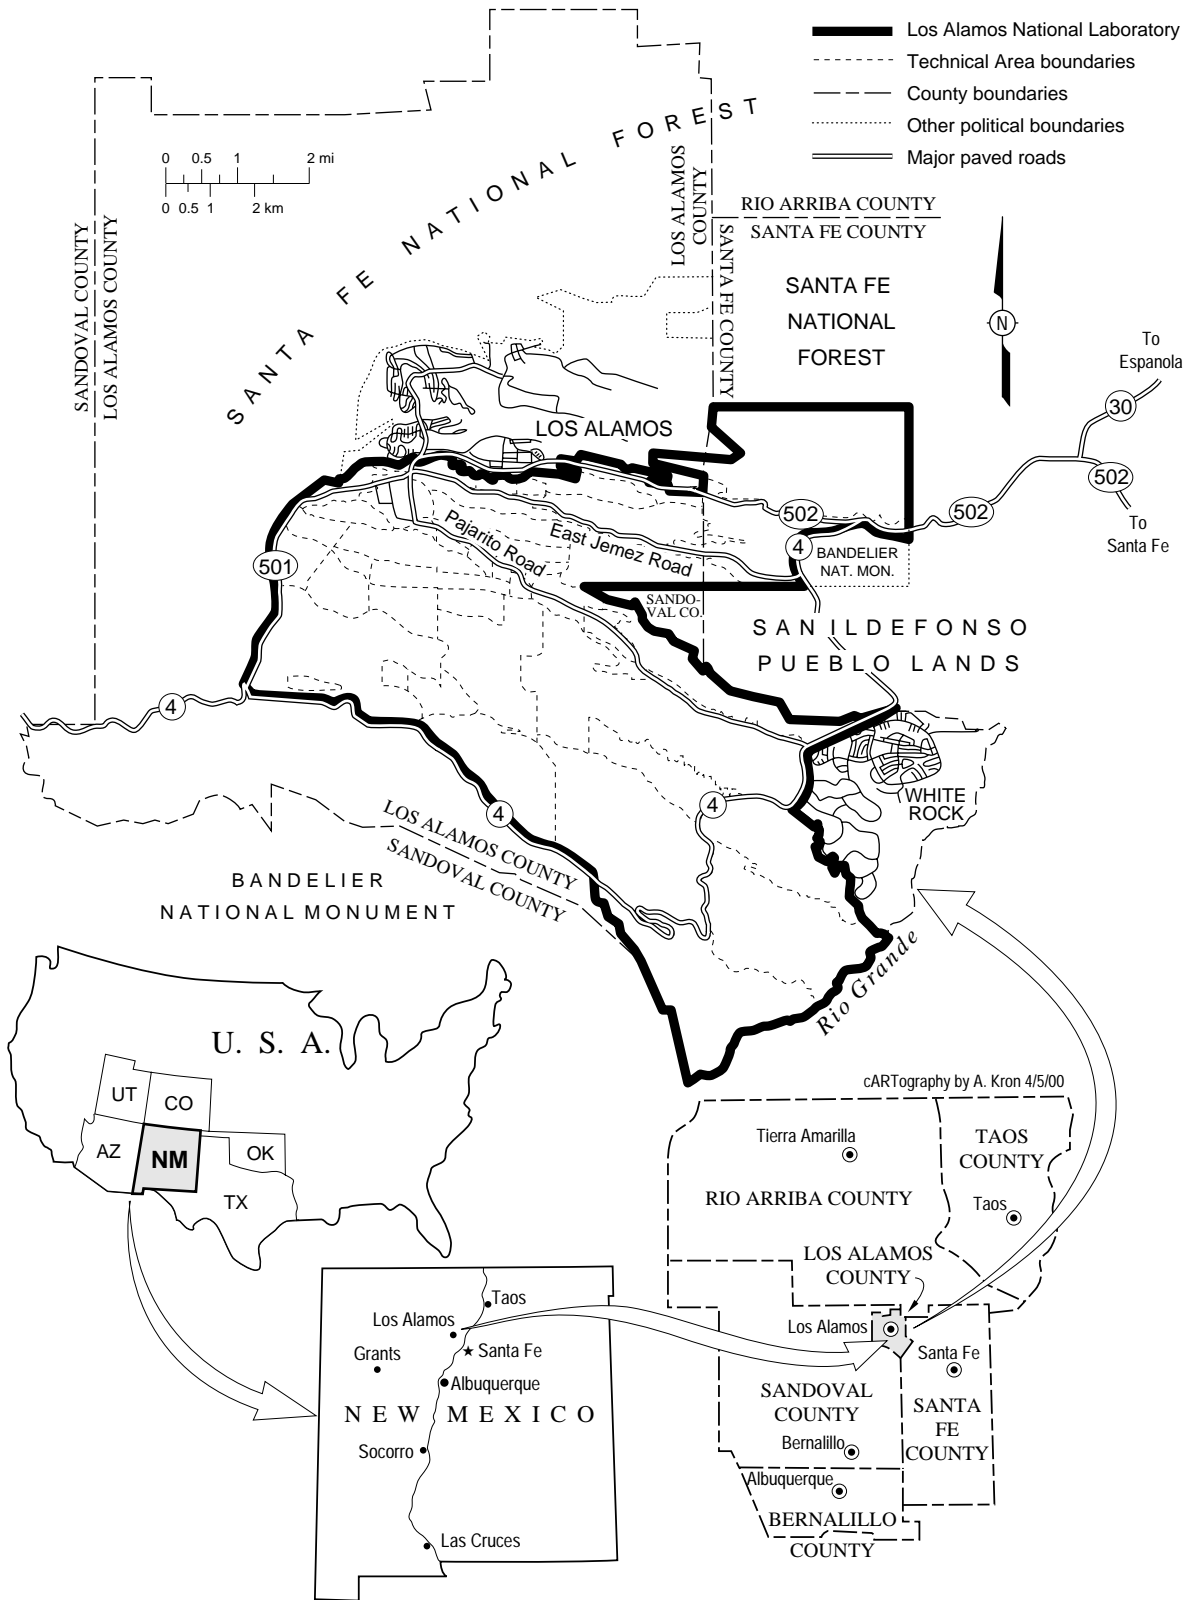 Los Alamos National Laboratory
Technical Area boundaries
County boundaries
Other political boundaries
Major paved roads
0 0.5 1 2 mi
0 0.5 1 2 km
SANTA FE NATIONAL FOREST
SANDOVAL COUNTY
LOS ALAMOS COUNTY
LOS ALAMOS
COUNTY
SANTA FE COUNTY
RIO ARRIBA COUNTY
SANTA FE COUNTY
SANTA FE
NATIONAL
FOREST
N
To
Espanola
30
502
To
Santa Fe
502
502
LOS ALAMOS
Pajarito Road
East Jemez Road
4
BANDELIER
NAT. MON.
501
SANDO-
VAL CO.
SAN ILDEFONSO
PUEBLO LANDS
4
WHITE
ROCK
4
4
LOS ALAMOS COUNTY
SANDOVAL COUNTY
BANDELIER
NATIONAL MONUMENT
Rio Grande
U. S. A.
UT
CO
AZ
NM
OK
TX
cARTography by A. Kron 4/5/00
Tierra Amarilla
TAOS
COUNTY
RIO ARRIBA COUNTY
Taos
LOS ALAMOS
COUNTY
Los Alamos
Santa Fe
SANDOVAL
COUNTY
SANTA
FE
COUNTY
Bernalillo
Albuquerque
BERNALILLO
COUNTY
Taos
Los Alamos
Santa Fe
Grants
Albuquerque
NEW MEXICO
Socorro
Las Cruces